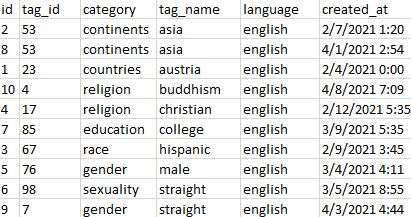 id tag_id category tag_name language created_at
2 53 continents asia english 2/7/2021 1:20
8 53 continents asia english 4/1/2021 2:54
1 23 countries austria english 2/4/2021 0:00
10 4 religion buddhism english 4/8/2021 7:09
4 17 religion christian english 2/12/2021 5:35
7 85 education college english 3/9/2021 5:35
3 67 race hispanic english 2/9/2021 3:45
5 76 gender male english 3/4/2021 4:11
6 98 sexuality straight english 3/5/2021 8:55
9 7 gender straight english 4/3/2021 4:44